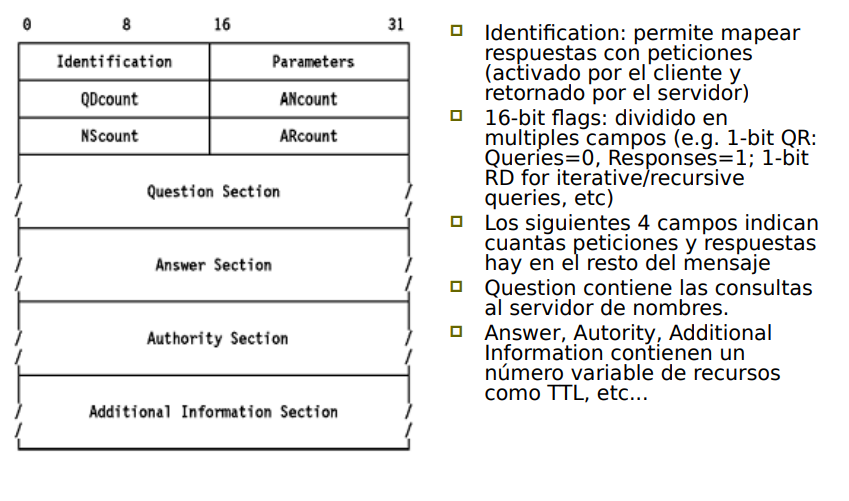 0 8 16 31
Identification Parameters
QDcount ANcount
NScount ARcount
Question Section
Answer Section
Authority Section
Additional Information Section
Identification: permite mapear
respuestas con peticiones
(activado por el cliente y
retornado por el servidor)
16-bit flags: dividido en
multiples campos (e.g. 1-bit QR:
Queries=0, Responses=1; 1-bit
RD for iterative/recursive
queries, etc)
Los siguientes 4 campos indican
cuantas peticiones y respuestas
hay en el resto del mensaje
Question contiene las consultas
al servidor de nombres.
Answer, Autority, Additional
Information contienen un
número variable de recursos
como TTL, etc...